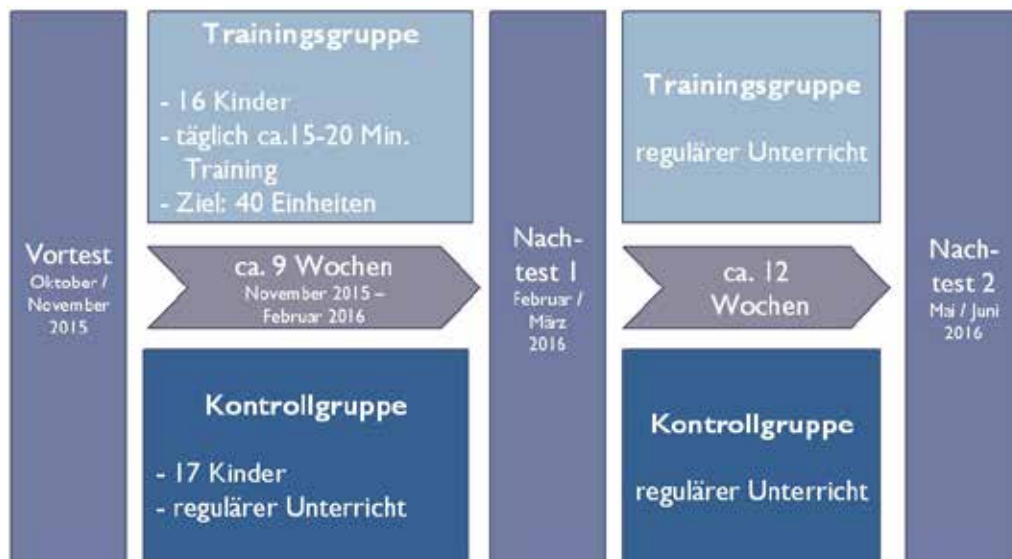 Vortest
Oktober /
November
2015
Trainingsgruppe
- 16 Kinder
- täglich ca.15-20 Min.
Training
- Ziel: 40 Einheiten
ca. 9 Wochen
November 2015 –
Februar 2016
Kontrollgruppe
- 17 Kinder
- regulärer Unterricht
Nach-
test 1
Februar /
März
2016
Trainingsgruppe
regulärer Unterricht
ca. 12
Wochen
Kontrollgruppe
regulärer Unterricht
Nach-
test 2
Mai / Juni
2016